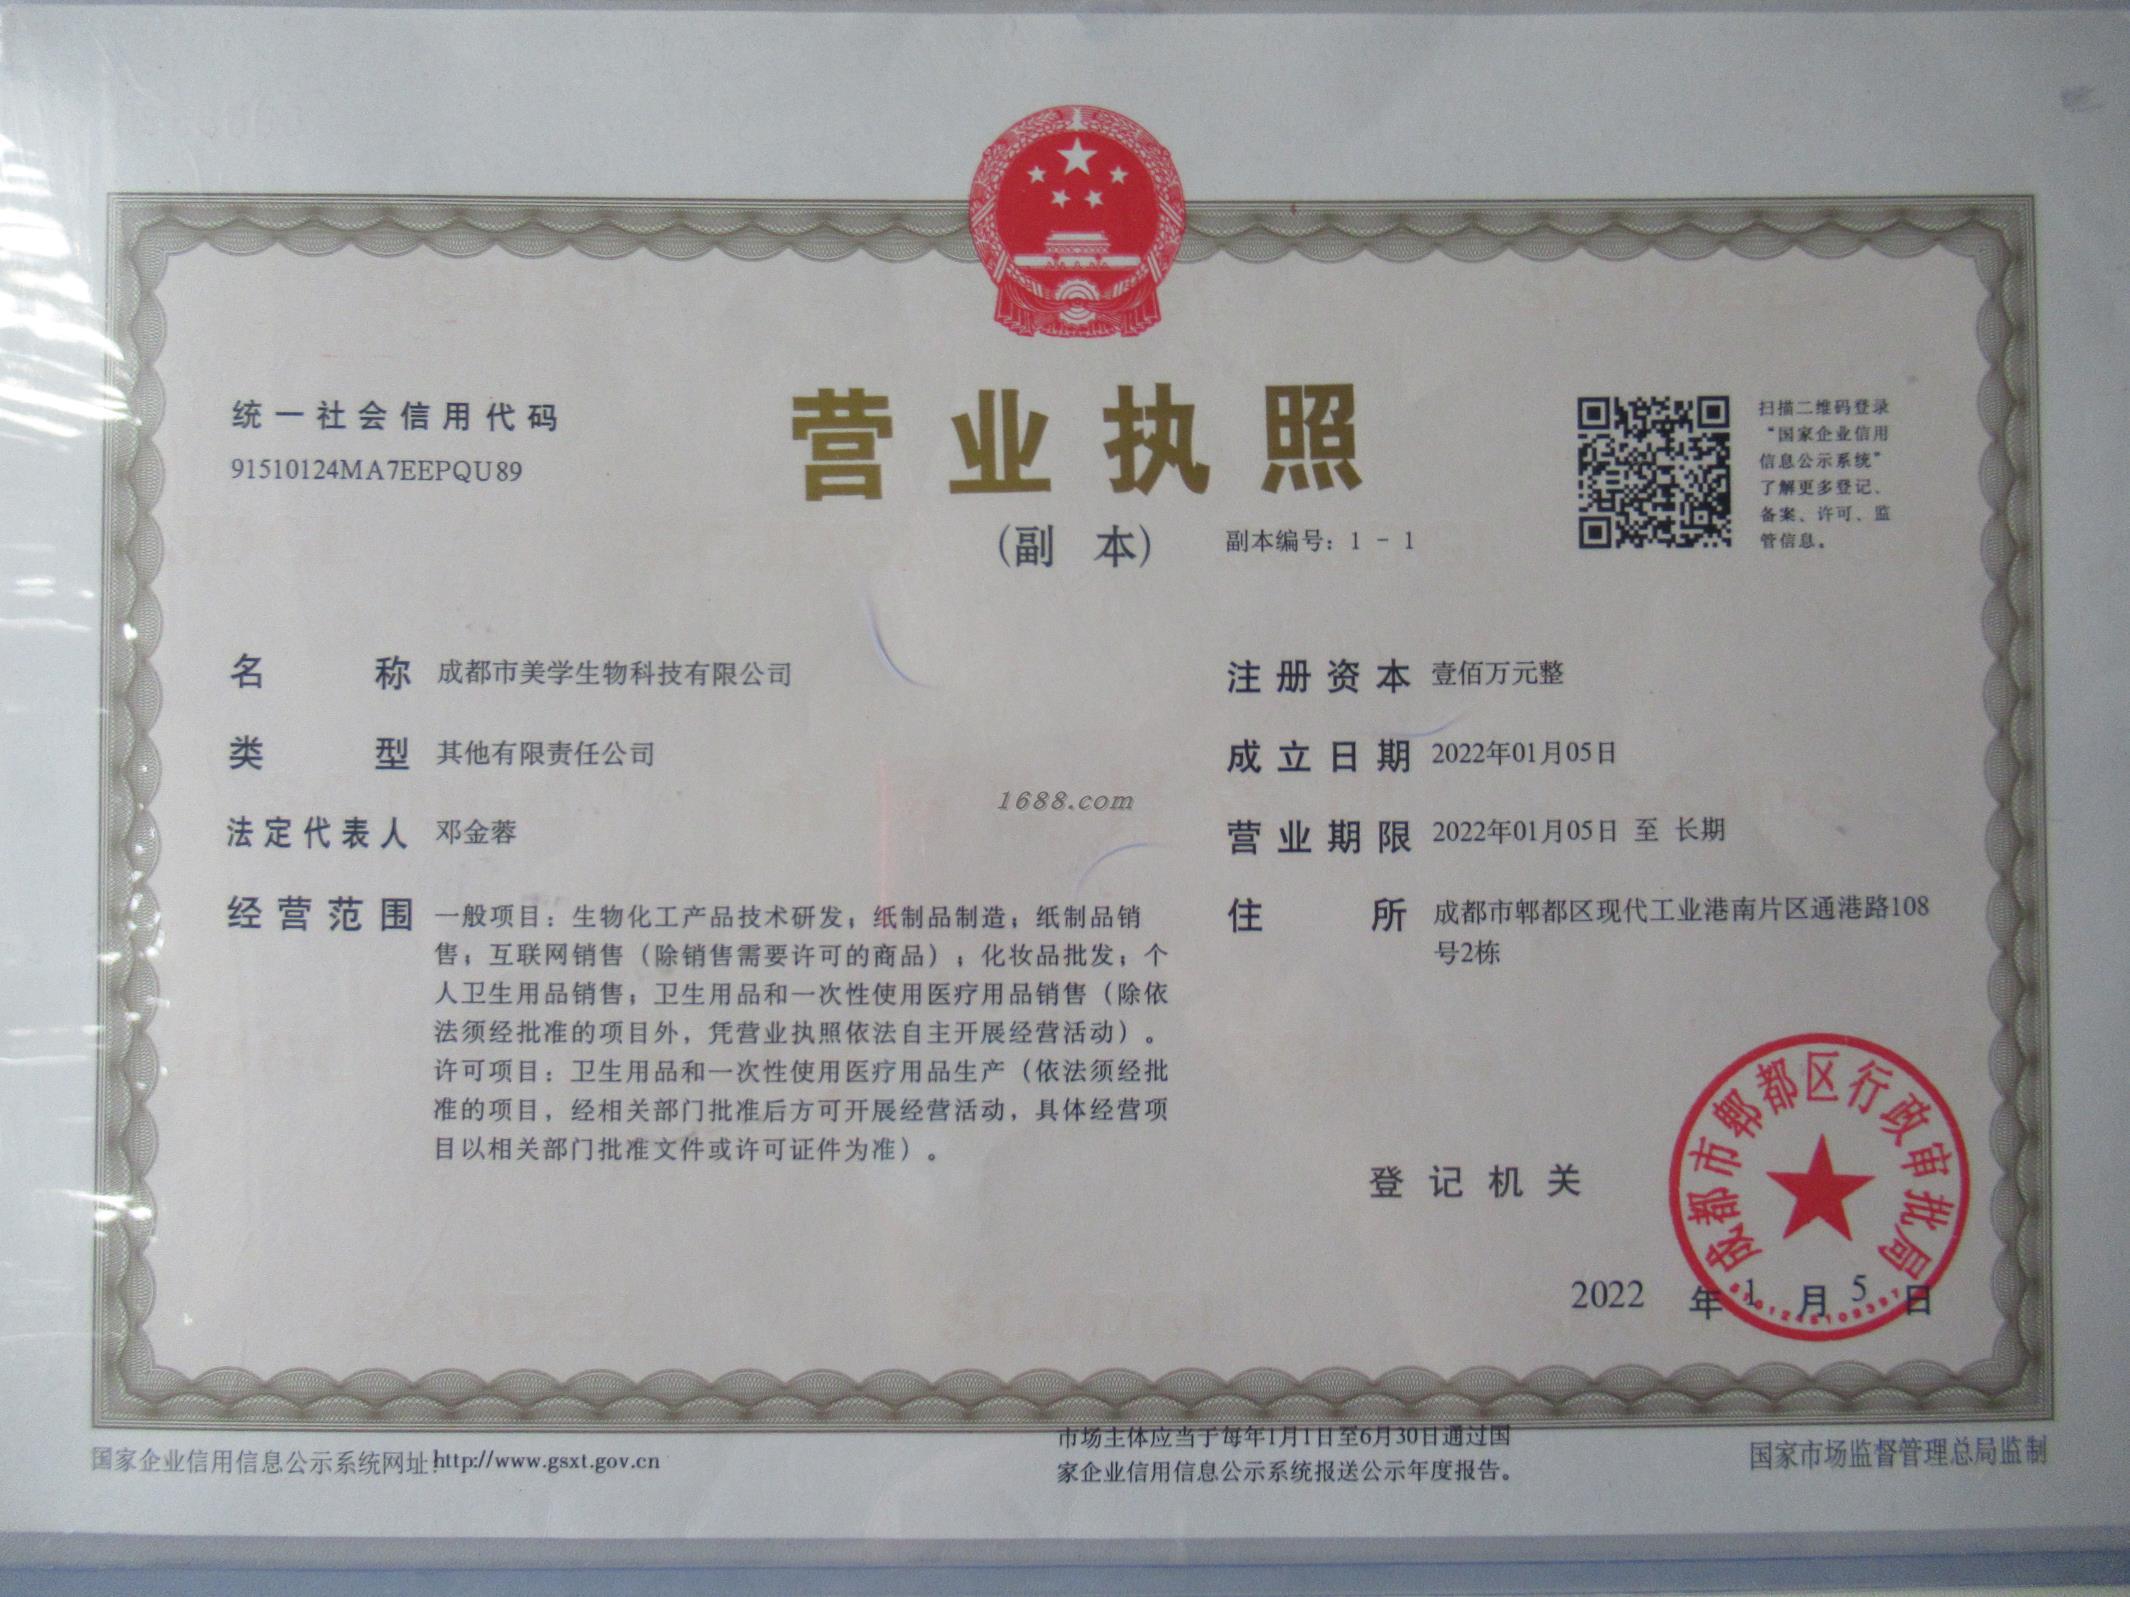 统一社会信用代码
91510124MA7EEPQU89
营业执照
(副 本) 副本编号：1 - 1
扫描二维码登录
“国家企业信用
信息公示系统”
了解更多登记、
备案、许可、监
管信息。
名 称 成都市美学生物科技有限公司
类 型 其他有限责任公司
法定代表人 邓金蓉
经营范围 一般项目：生物化工产品技术研发；纸制品制造；纸制品销
售；互联网销售（除销售需要许可的商品）；化妆品批发；个
人卫生用品销售；卫生用品和一次性使用医疗用品销售（除依
法须经批准的项目外，凭营业执照依法自主开展经营活动）。
许可项目：卫生用品和一次性使用医疗用品生产（依法须经批
准的项目，经相关部门批准后方可开展经营活动，具体经营项
目以相关部门批准文件或许可证件为准）。
注册资本 壹佰万元整
成立日期 2022年01月05日
营业期限 2022年01月05日 至 长期
住 所 成都市郫都区现代工业港南片区通港路108
号2栋
1688.com
登记机关
成都市郫都区行政审批局
2022 年 1 月 5 日
国家企业信用信息公示系统网址：http://www.gsxt.gov.cn
市场主体应当于每年1月1日至6月30日通过国
家企业信用信息公示系统报送公示年度报告。
国家市场监督管理总局监制